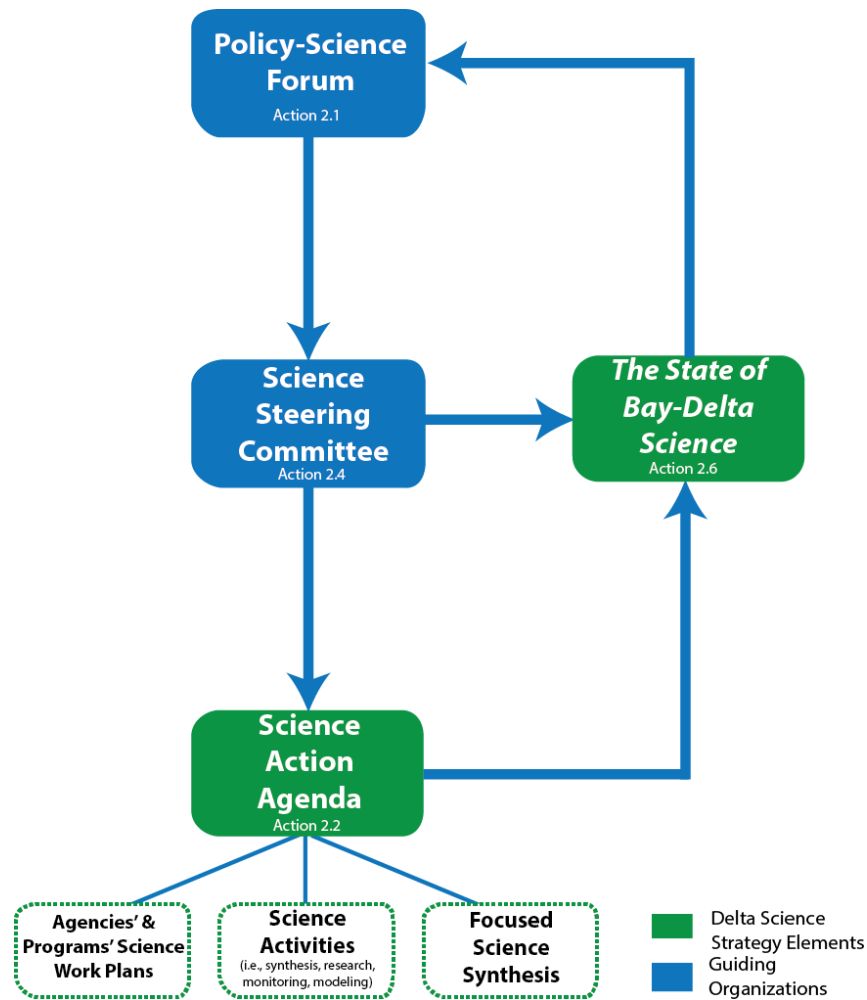 Policy-Science
Forum
Action 2.1
Science
Steering
Committee
Action 2.4
The State of
Bay-Delta
Science
Action 2.6
Science
Action
Agenda
Action 2.2
Agencies’ &
Programs’ Science
Work Plans
Science
Activities
(i.e., synthesis, research,
monitoring, modeling)
Focused
Science
Synthesis
Delta Science
Strategy Elements
Guiding
Organizations